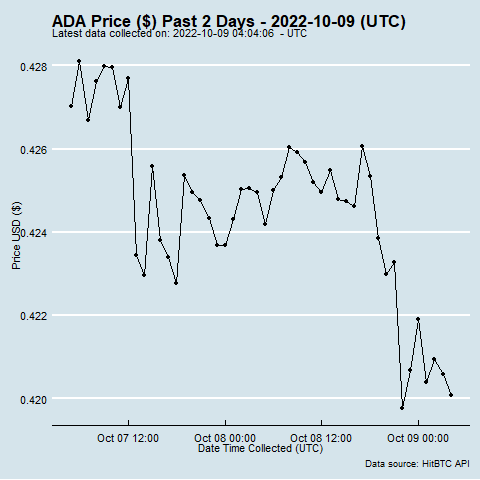 ADA Price ($) Past 2 Days - 2022-10-09 (UTC)
Latest data collected on: 2022-10-09 04:04:06 - UTC
0.428
0.426
0.424
0.422
0.420
Price USD ($)
Oct 07 12:00 Oct 08 00:00 Oct 08 12:00 Oct 09 00:00
Date Time Collected (UTC)
Data source: HitBTC API